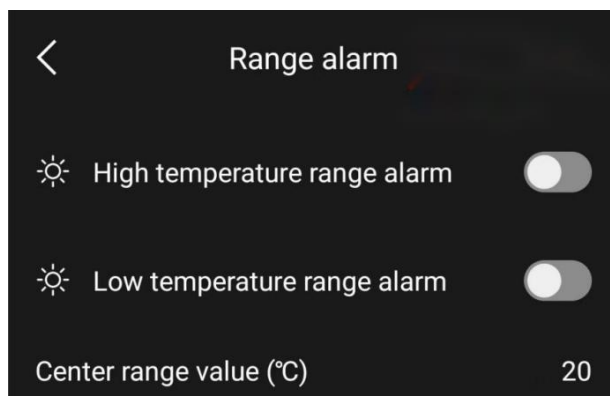 Range alarm
High temperature range alarm
Low temperature range alarm
Center range value (℃) 20